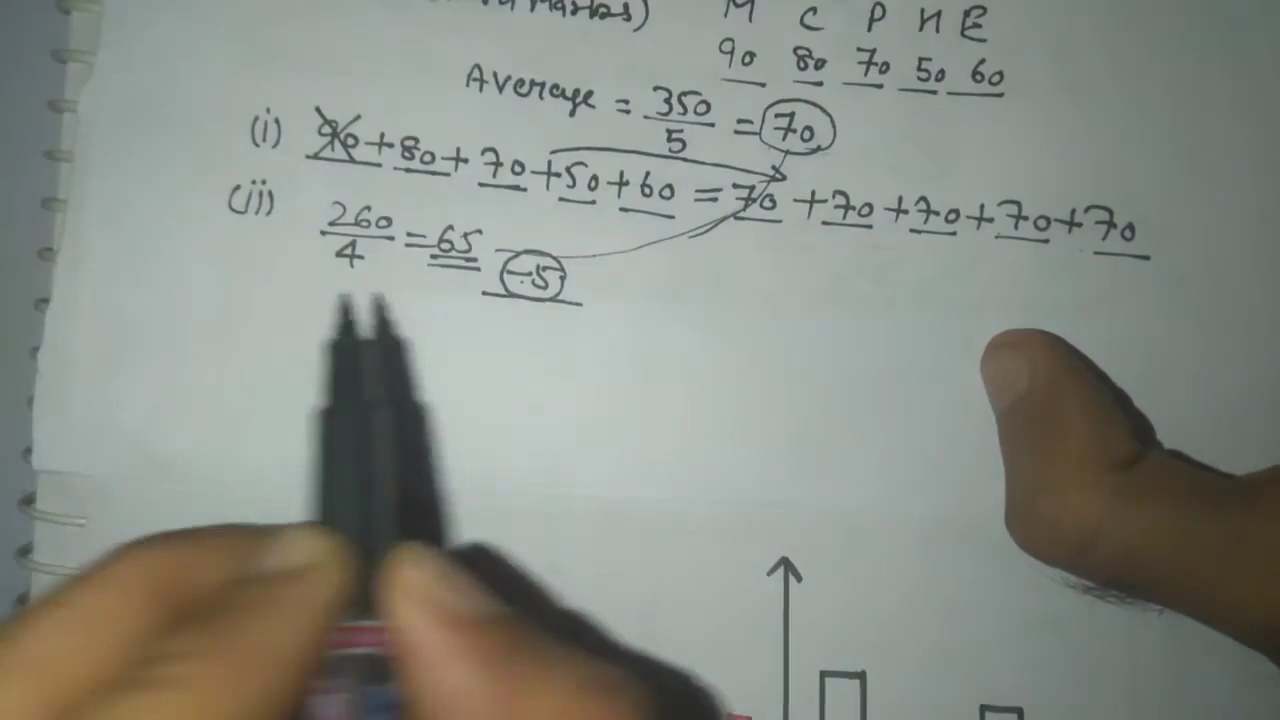 M C P H E
90 80 70 50 60
Average = 350/5 = 70
(i) 90 + 80 + 70 + 50 + 60 = 70 + 70 + 70 + 70 + 70
(ii) 260/4 = 65 -5